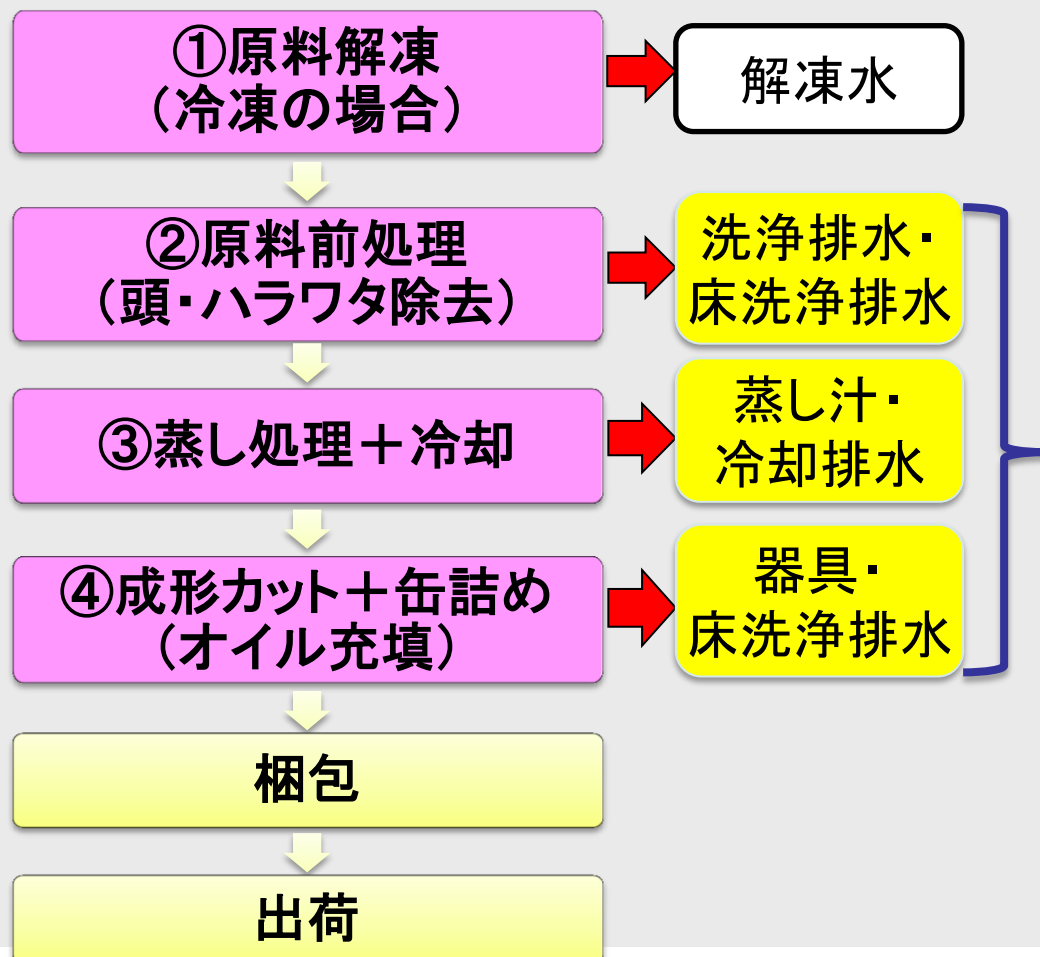 ①原料解凍
（冷凍の場合）
解凍水
②原料前処理
（頭・ハラワタ除去）
洗浄排水・
床洗浄排水
③蒸し処理＋冷却
蒸し汁・
冷却排水
④成形カット＋缶詰め
（オイル充填）
器具・
床洗浄排水
梱包
出荷